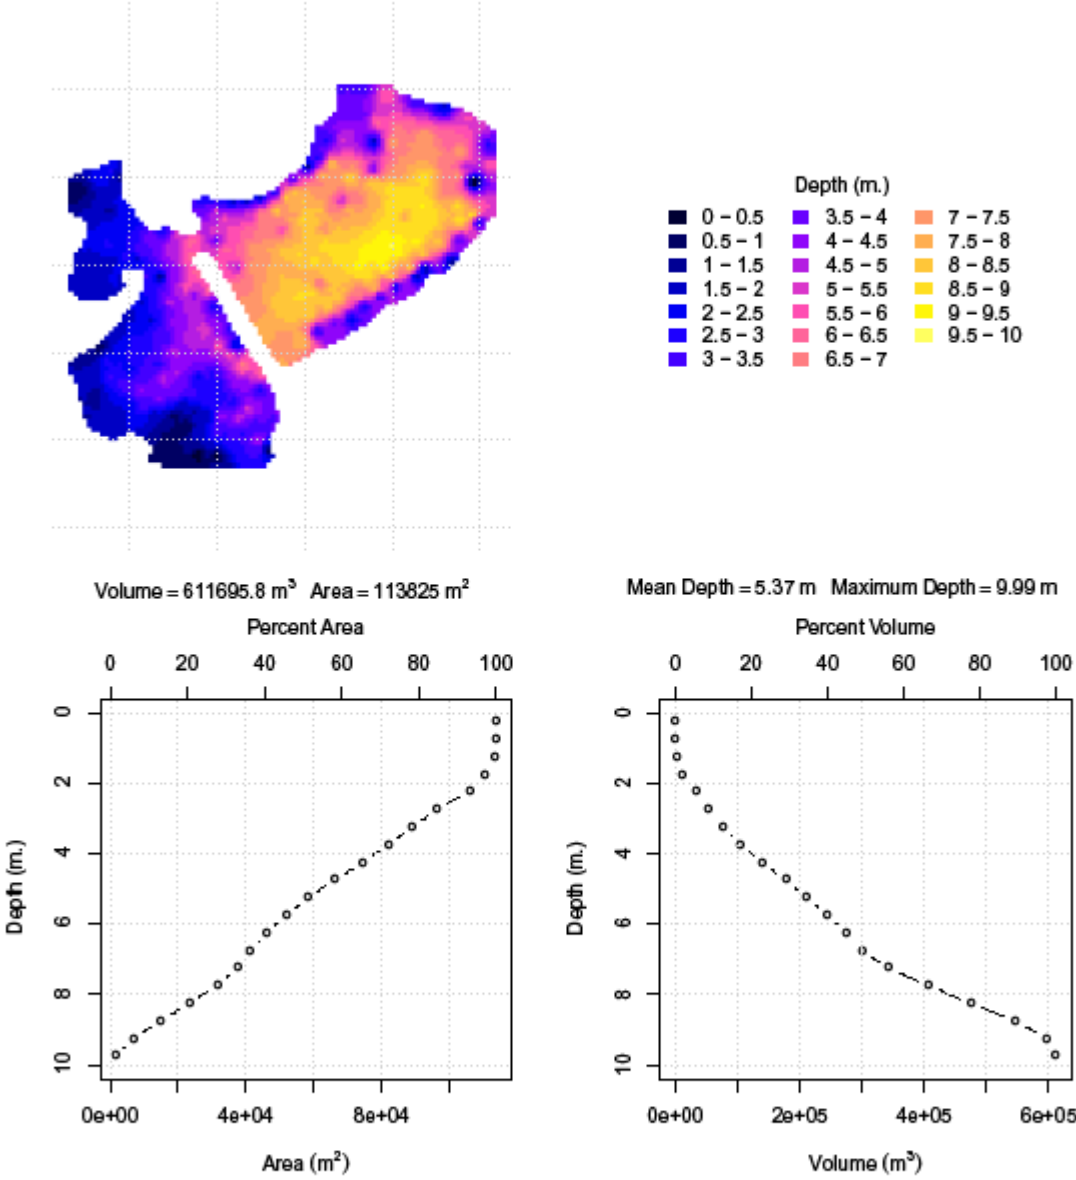 Depth (m.)
0 – 0.5 3.5 – 4 7 – 7.5
0.5 – 1 4 – 4.5 7.5 – 8
1 – 1.5 4.5 – 5 8 – 8.5
1.5 – 2 5 – 5.5 8.5 – 9
2 – 2.5 5.5 – 6 9 – 9.5
2.5 – 3 6 – 6.5 9.5 – 10
3 – 3.5 6.5 – 7
Volume = 611695.8 m³ Area = 113825 m²
Mean Depth = 5.37 m Maximum Depth = 9.99 m
Percent Area
0 20 40 60 80 100
Depth (m.)
0
2
4
6
8
10
0e+00 4e+04 8e+04
Area (m²)
Percent Volume
0 20 40 60 80 100
Depth (m.)
0
2
4
6
8
10
0e+00 2e+05 4e+05 6e+05
Volume (m³)